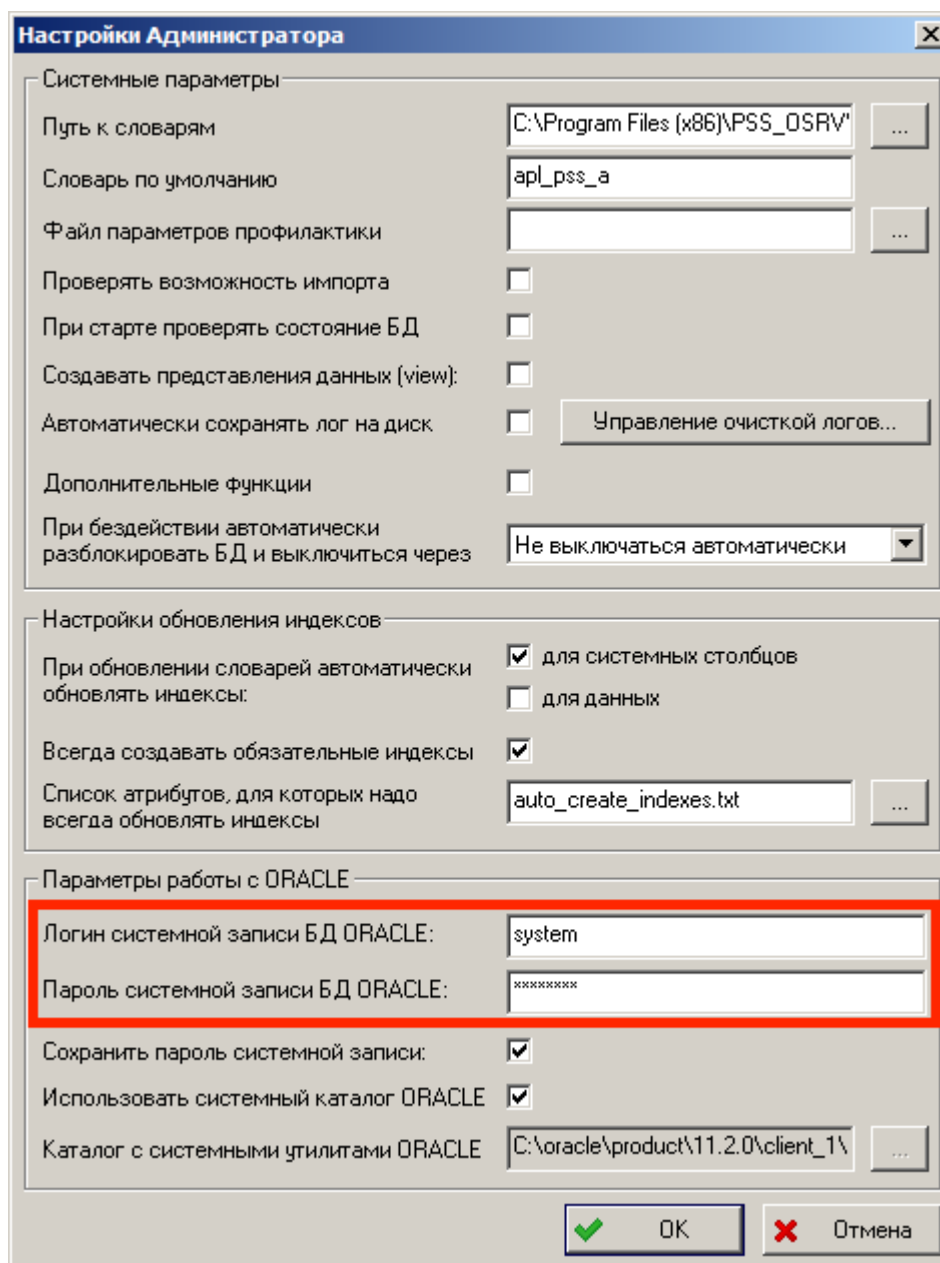 Настройки Администратора
Системные параметры
Путь к словарям C:\Program Files (x86)\PSS_OSRV" ...
Словарь по умолчанию apl_pss_a
Файл параметров профилактики ...
Проверять возможность импорта
При старте проверять состояние БД
Создавать представления данных (view):
Автоматически сохранять лог на диск Управление очисткой логов...
Дополнительные функции
При бездействии автоматически
разблокировать БД и выключиться через Не выключаться автоматически
Настройки обновления индексов
При обновлении словарей автоматически для системных столбцов
обновлять индексы: для данных
Всегда создавать обязательные индексы
Список атрибутов, для которых надо auto_create_indexes.txt ...
всегда обновлять индексы
Параметры работы с ORACLE
Логин системной записи БД ORACLE: system
Пароль системной записи БД ORACLE: ********
Сохранить пароль системной записи:
Использовать системный каталог ORACLE
Каталог с системными утилитами ORACLE C:\oracle\product\11.2.0\client_1\ ...
OK Отмена